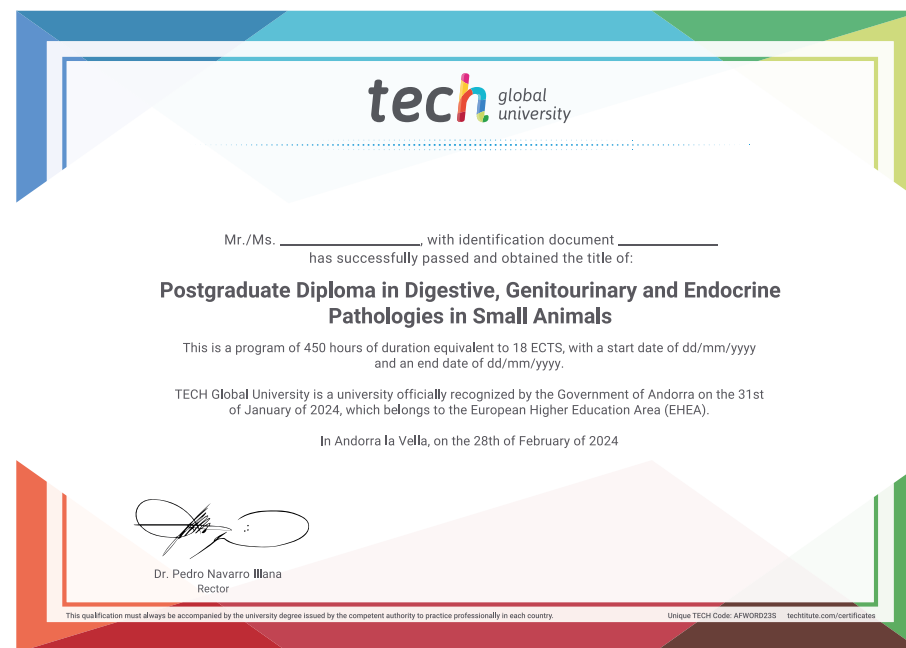 tech global
university
Mr./Ms. ____________________, with identification document ______________
has successfully passed and obtained the title of:
Postgraduate Diploma in Digestive, Genitourinary and Endocrine
Pathologies in Small Animals
This is a program of 450 hours of duration equivalent to 18 ECTS, with a start date of dd/mm/yyyy
and an end date of dd/mm/yyyy.
TECH Global University is a university officially recognized by the Government of Andorra on the 31st
of January of 2024, which belongs to the European Higher Education Area (EHEA).
In Andorra la Vella, on the 28th of February of 2024
Dr. Pedro Navarro Illana
Rector
This qualification must always be accompanied by the university degree issued by the competent authority to practice professionally in each country.
Unique TECH Code: AFWORD23S techtitute.com/certificates